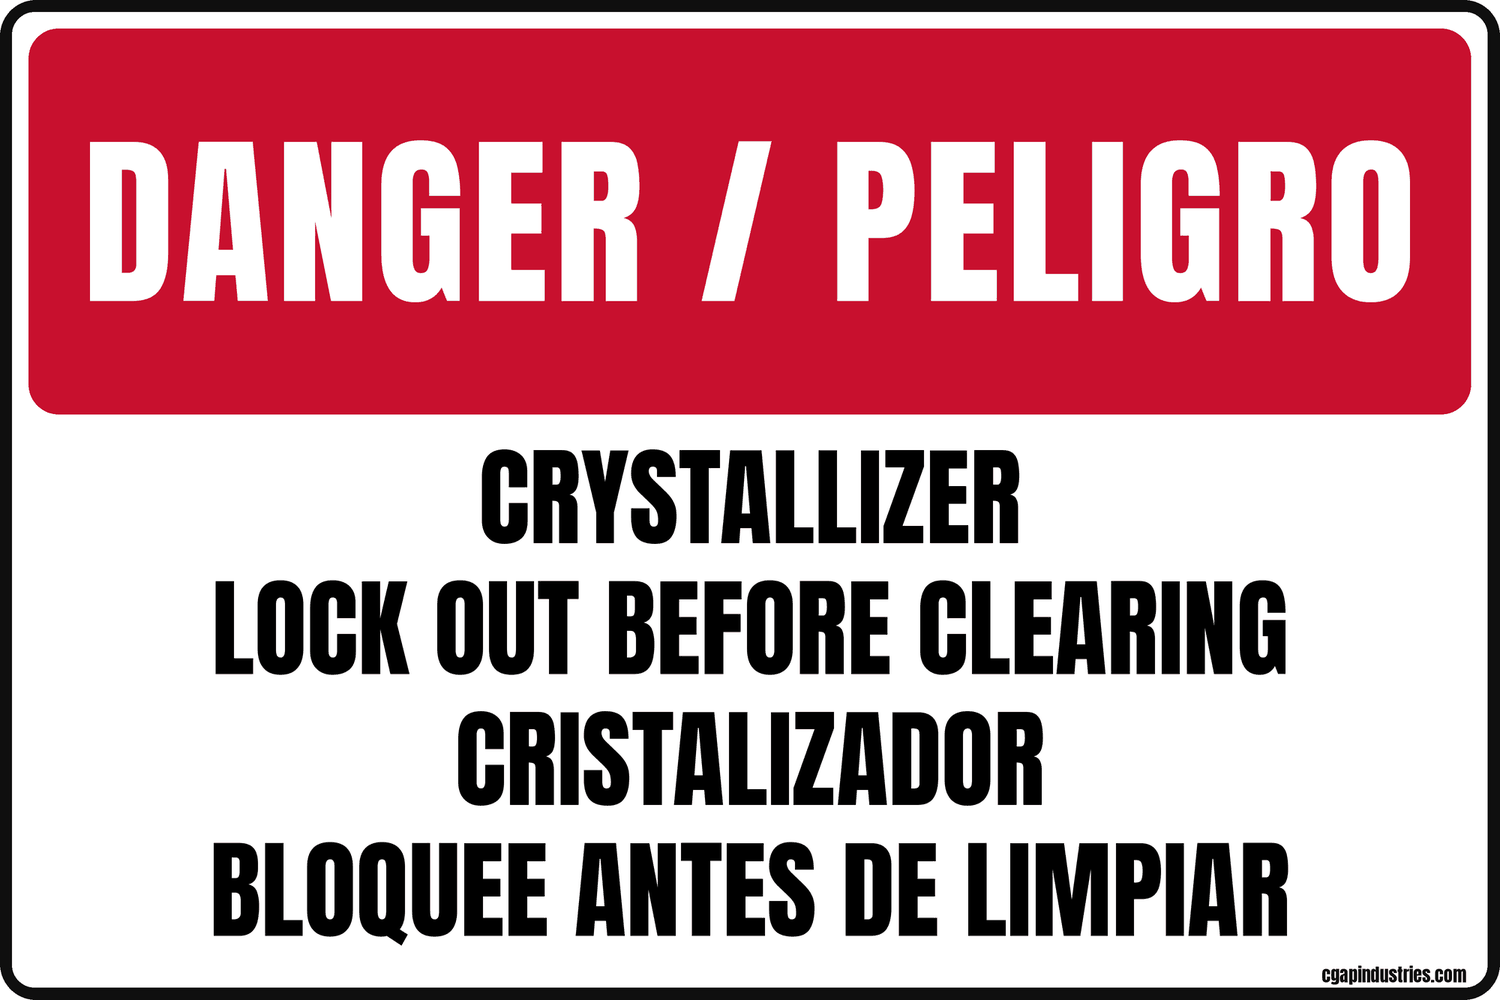 DANGER / PELIGRO
CRYSTALLIZER
LOCK OUT BEFORE CLEARING
CRISTALIZADOR
BLOQUEE ANTES DE LIMPIAR
cgapindustries.com